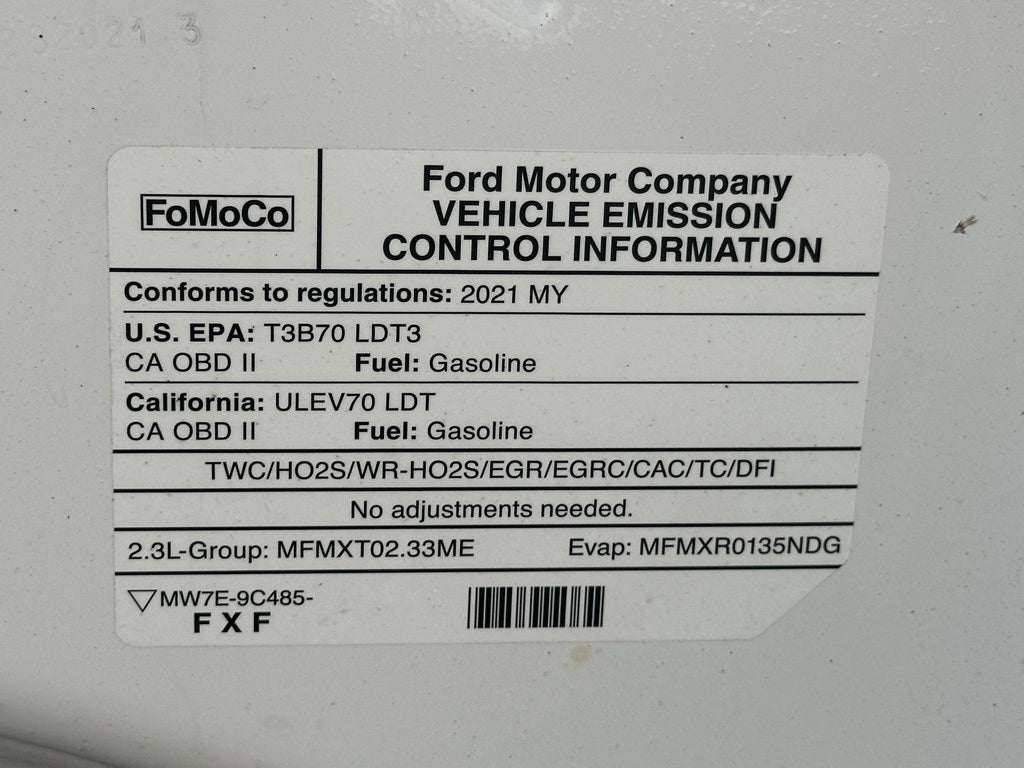 2021 3
FoMoCo
Ford Motor Company
VEHICLE EMISSION
CONTROL INFORMATION
Conforms to regulations: 2021 MY
U.S. EPA: T3B70 LDT3
CA OBD II Fuel: Gasoline
California: ULEV70 LDT
CA OBD II Fuel: Gasoline
TWC/HO2S/WR-HO2S/EGR/EGRC/CAC/TC/DFI
No adjustments needed.
2.3L-Group: MFMXT02.33ME Evap: MFMXR0135NDG
MW7E-9C485-
F X F